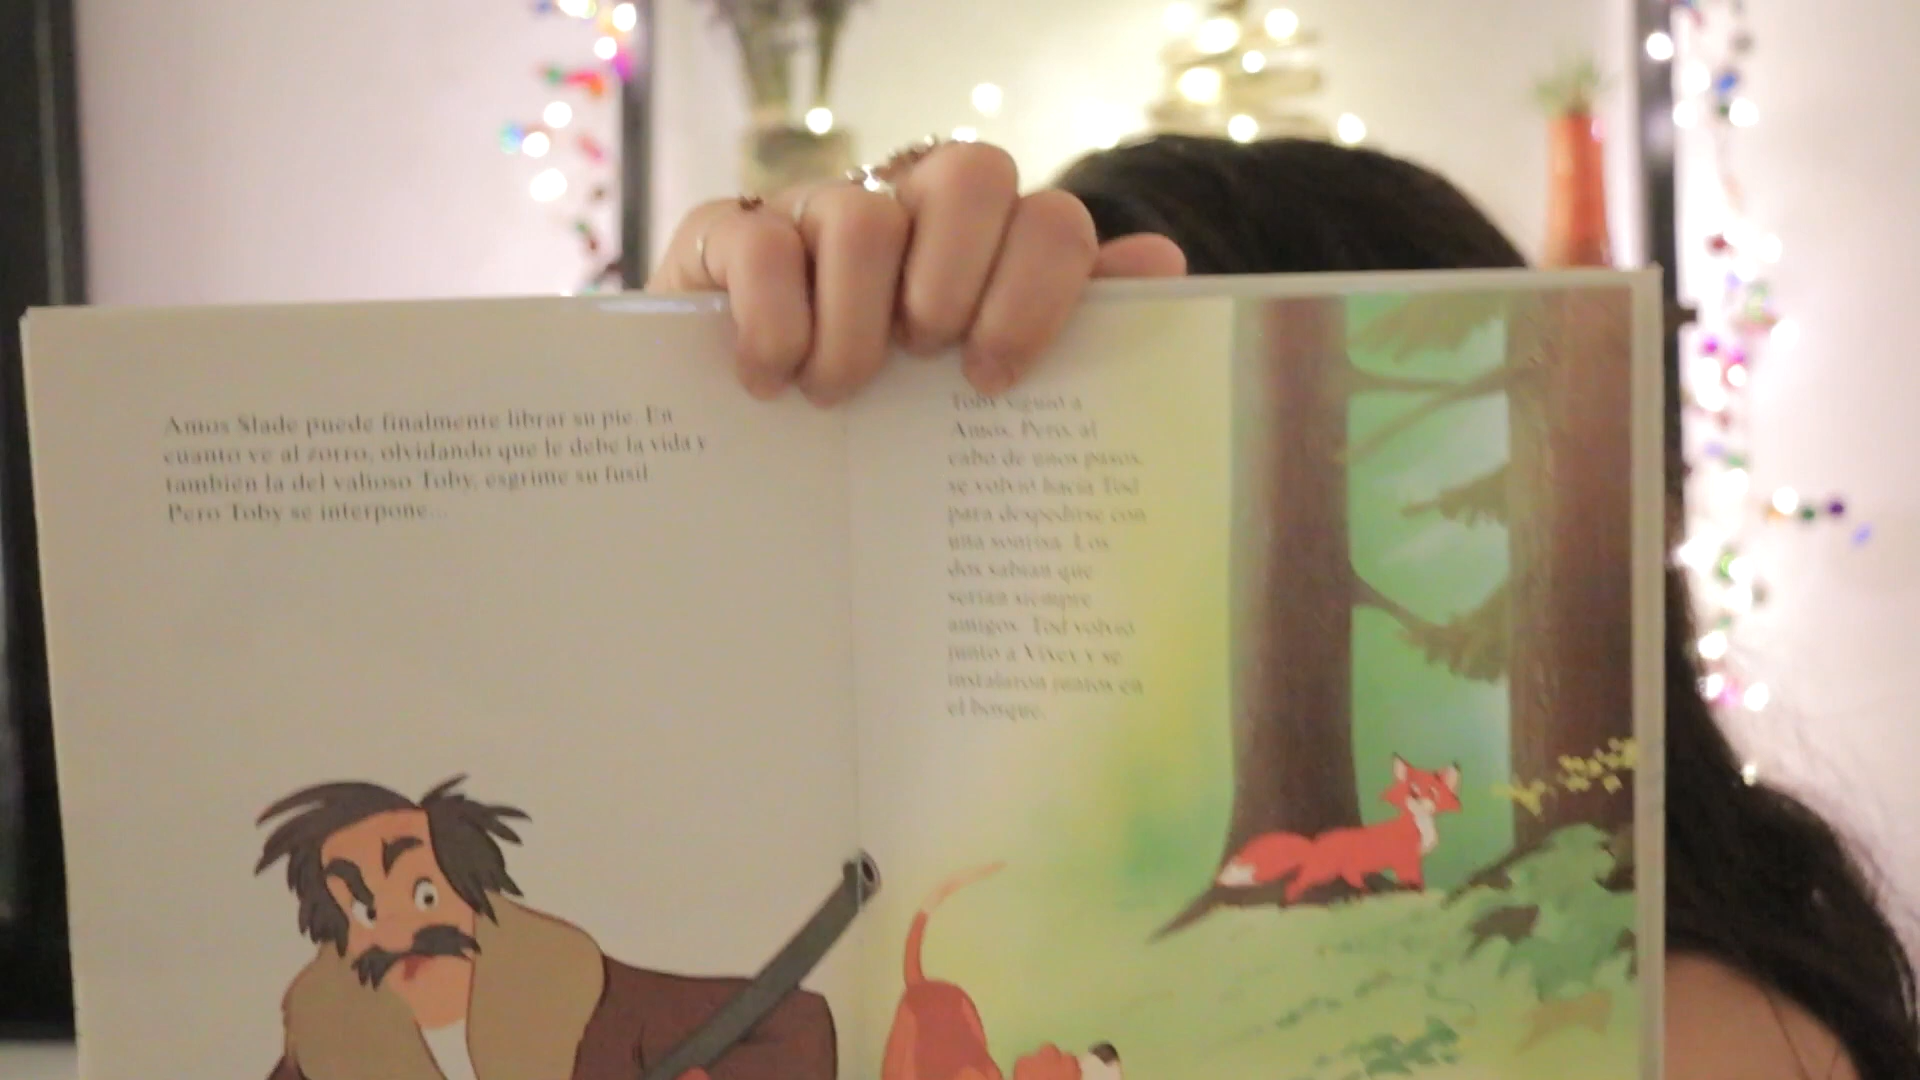 Amos Slade puede finalmente librar su pie. En
cuanto ve al zorro, olvidando que le debe la vida y
también la del valioso Toby, esgrime su fusil.
Pero Toby se interpone...
Toby siguió a
Amos. Pero, al
cabo de unos pasos,
se volvió hacia Tod
para despedirse con
una sonrisa. Los
dos sabían que
serían siempre
amigos. Tod volvió
junto a Vixey y se
instalaron juntos en
el bosque.